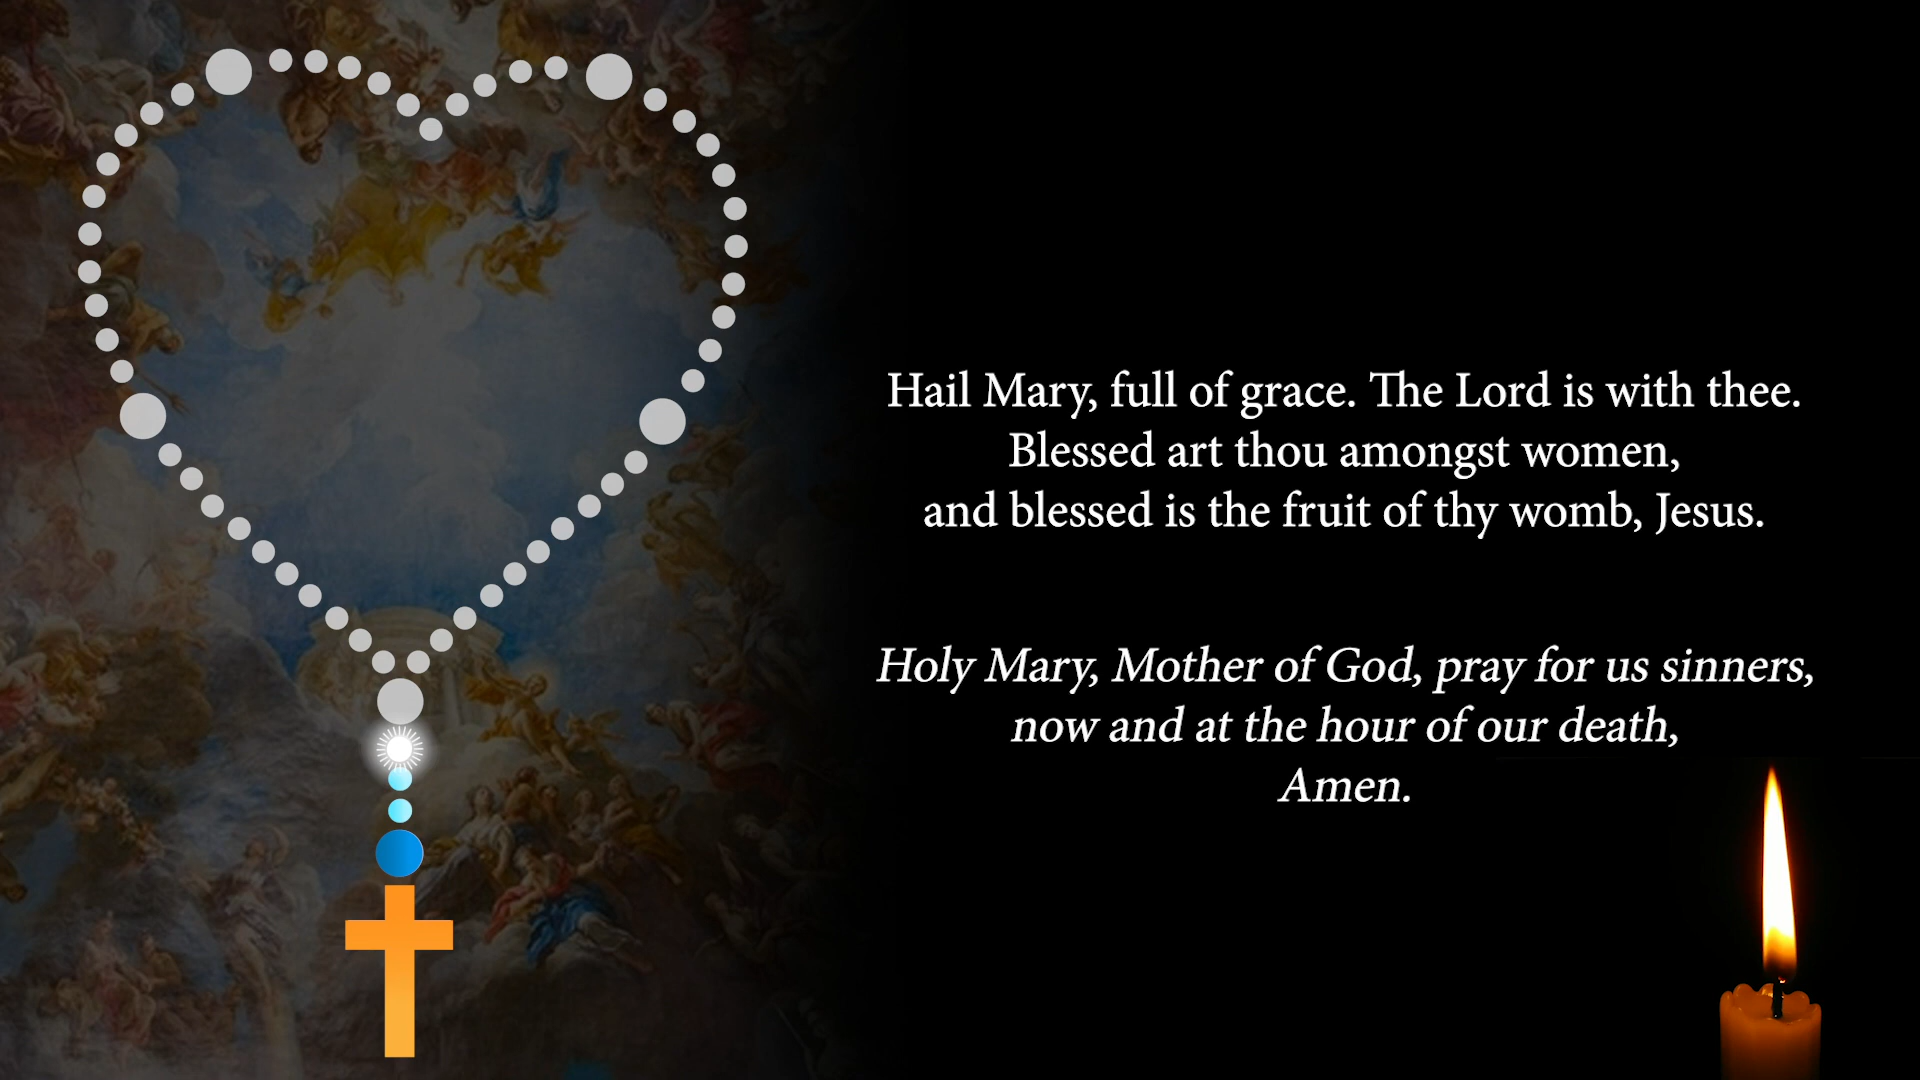 Hail Mary, full of grace. The Lord is with thee.
Blessed art thou amongst women,
and blessed is the fruit of thy womb, Jesus.
Holy Mary, Mother of God, pray for us sinners,
now and at the hour of our death,
Amen.